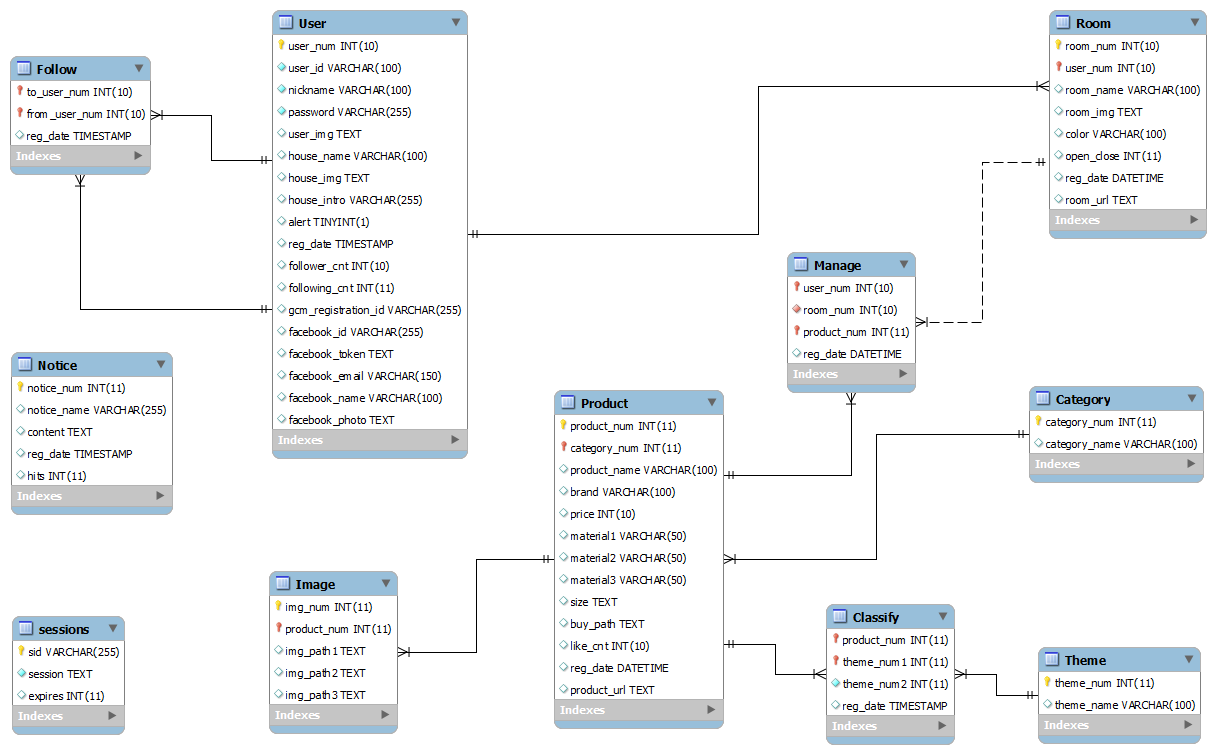 User
user_num INT(10)
user_id VARCHAR(100)
nickname VARCHAR(100)
password VARCHAR(255)
user_img TEXT
house_name VARCHAR(100)
house_img TEXT
house_intro VARCHAR(255)
alert TINYINT(1)
reg_date TIMESTAMP
follower_cnt INT(10)
following_cnt INT(11)
gcm_registration_id VARCHAR(255)
facebook_id VARCHAR(255)
facebook_token TEXT
facebook_email VARCHAR(150)
facebook_name VARCHAR(100)
facebook_photo TEXT
Indexes
Room
room_num INT(10)
user_num INT(10)
room_name VARCHAR(100)
room_img TEXT
color VARCHAR(100)
open_close INT(11)
reg_date DATETIME
room_url TEXT
Indexes
Follow
to_user_num INT(10)
from_user_num INT(10)
reg_date TIMESTAMP
Indexes
Manage
user_num INT(10)
room_num INT(10)
product_num INT(11)
reg_date DATETIME
Indexes
Notice
notice_num INT(11)
notice_name VARCHAR(255)
content TEXT
reg_date TIMESTAMP
hits INT(11)
Indexes
Product
product_num INT(11)
category_num INT(11)
product_name VARCHAR(100)
brand VARCHAR(100)
price INT(10)
material1 VARCHAR(50)
material2 VARCHAR(50)
material3 VARCHAR(50)
size TEXT
buy_path TEXT
like_cnt INT(10)
reg_date DATETIME
product_url TEXT
Indexes
Category
category_num INT(11)
category_name VARCHAR(100)
Indexes
Image
img_num INT(11)
product_num INT(11)
img_path1 TEXT
img_path2 TEXT
img_path3 TEXT
Indexes
sessions
sid VARCHAR(255)
session TEXT
expires INT(11)
Indexes
Classify
product_num INT(11)
theme_num1 INT(11)
theme_num2 INT(11)
reg_date TIMESTAMP
Indexes
Theme
theme_num INT(11)
theme_name VARCHAR(100)
Indexes